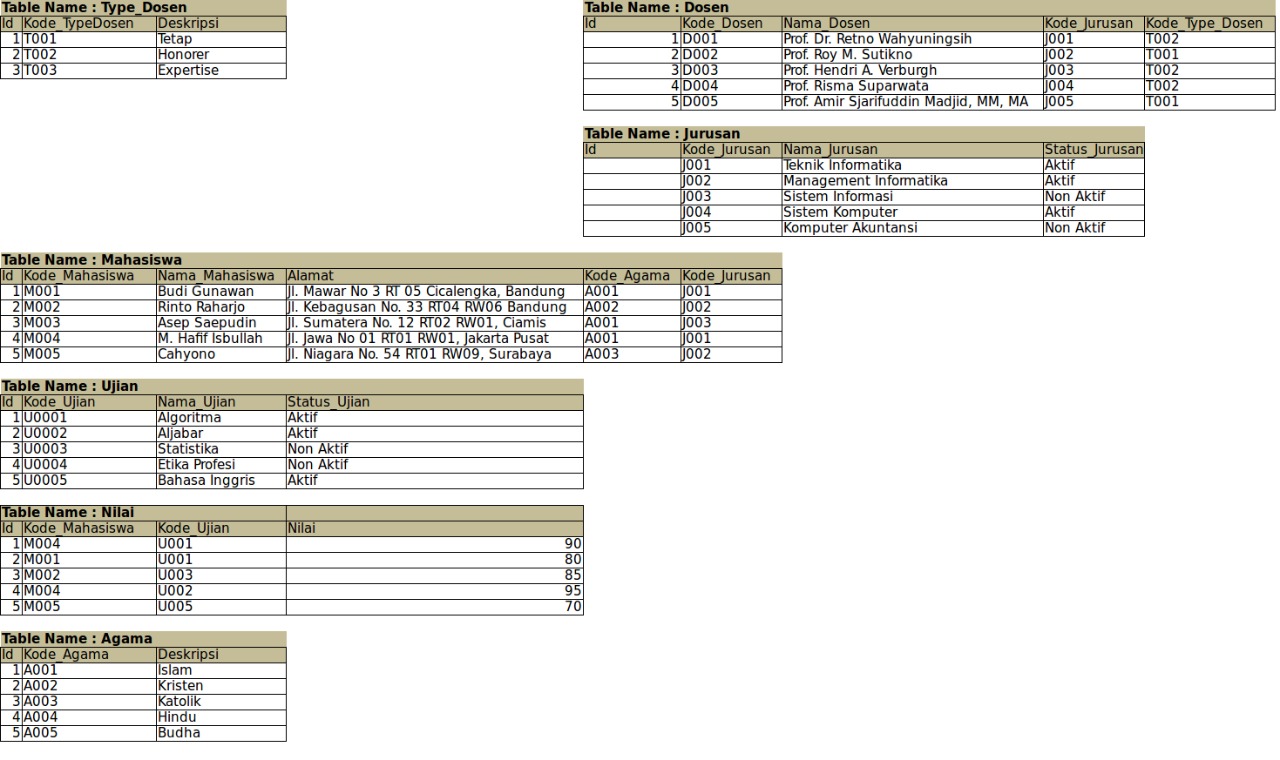 Table Name : Type_Dosen
Id Kode_TypeDosen Deskripsi
1 T001 Tetap
2 T002 Honorer
3 T003 Expertise
Table Name : Dosen
Id Kode_Dosen Nama_Dosen Kode_Jurusan Kode_Type_Dosen
1 D001 Prof. Dr. Retno Wahyuningsih J001 T002
2 D002 Prof. Roy M. Sutikno J002 T001
3 D003 Prof. Hendri A. Verburgh J003 T002
4 D004 Prof. Risma Suparwata J004 T002
5 D005 Prof. Amir Sjarifuddin Madjid, MM, MA J005 T001
Table Name : Jurusan
Id Kode_Jurusan Nama_Jurusan Status_Jurusan
J001 Teknik Informatika Aktif
J002 Management Informatika Aktif
J003 Sistem Informasi Non Aktif
J004 Sistem Komputer Aktif
J005 Komputer Akuntansi Non Aktif
Table Name : Mahasiswa
Id Kode_Mahasiswa Nama_Mahasiswa Alamat Kode_Agama Kode_Jurusan
1 M001 Budi Gunawan Jl. Mawar No 3 RT 05 Cicalengka, Bandung A001 J001
2 M002 Rinto Raharjo Jl. Kebagusan No. 33 RT04 RW06 Bandung A002 J002
3 M003 Asep Saepudin Jl. Sumatera No. 12 RT02 RW01, Ciamis A001 J003
4 M004 M. Hafif Isbullah Jl. Jawa No 01 RT01 RW01, Jakarta Pusat A001 J001
5 M005 Cahyono Jl. Niagara No. 54 RT01 RW09, Surabaya A003 J002
Table Name : Ujian
Id Kode_Ujian Nama_Ujian Status_Ujian
1 U0001 Algoritma Aktif
2 U0002 Aljabar Aktif
3 U0003 Statistika Non Aktif
4 U0004 Etika Profesi Non Aktif
5 U0005 Bahasa Inggris Aktif
Table Name : Nilai
Id Kode_Mahasiswa Kode_Ujian Nilai
1 M004 U001 90
2 M001 U001 80
3 M002 U003 85
4 M004 U002 95
5 M005 U005 70
Table Name : Agama
Id Kode_Agama Deskripsi
1 A001 Islam
2 A002 Kristen
3 A003 Katolik
4 A004 Hindu
5 A005 Budha